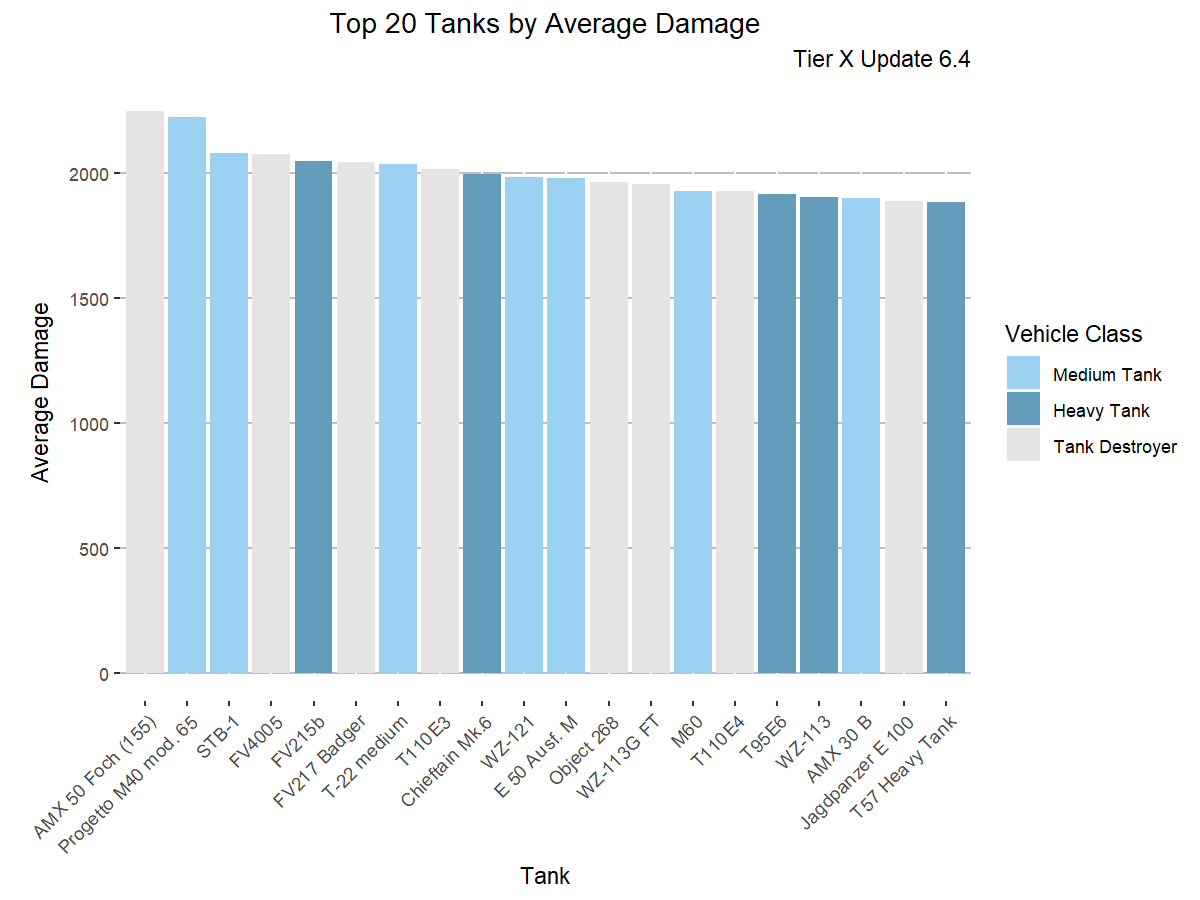 Top 20 Tanks by Average Damage
Tier X Update 6.4
Average Damage
2000
1500
1000
500
0
AMX 50 Foch (155)
Progetto M40 mod. 65
STB-1
FV4005
FV215b
FV217 Badger
T-22 medium
T110E3
Chieftain Mk.6
WZ-121
E 50 Ausf. M
Object 268
WZ-113G FT
M60
T110E4
T95E6
WZ-113
AMX 30 B
Jagdpanzer E 100
T57 Heavy Tank
Tank
Vehicle Class
Medium Tank
Heavy Tank
Tank Destroyer